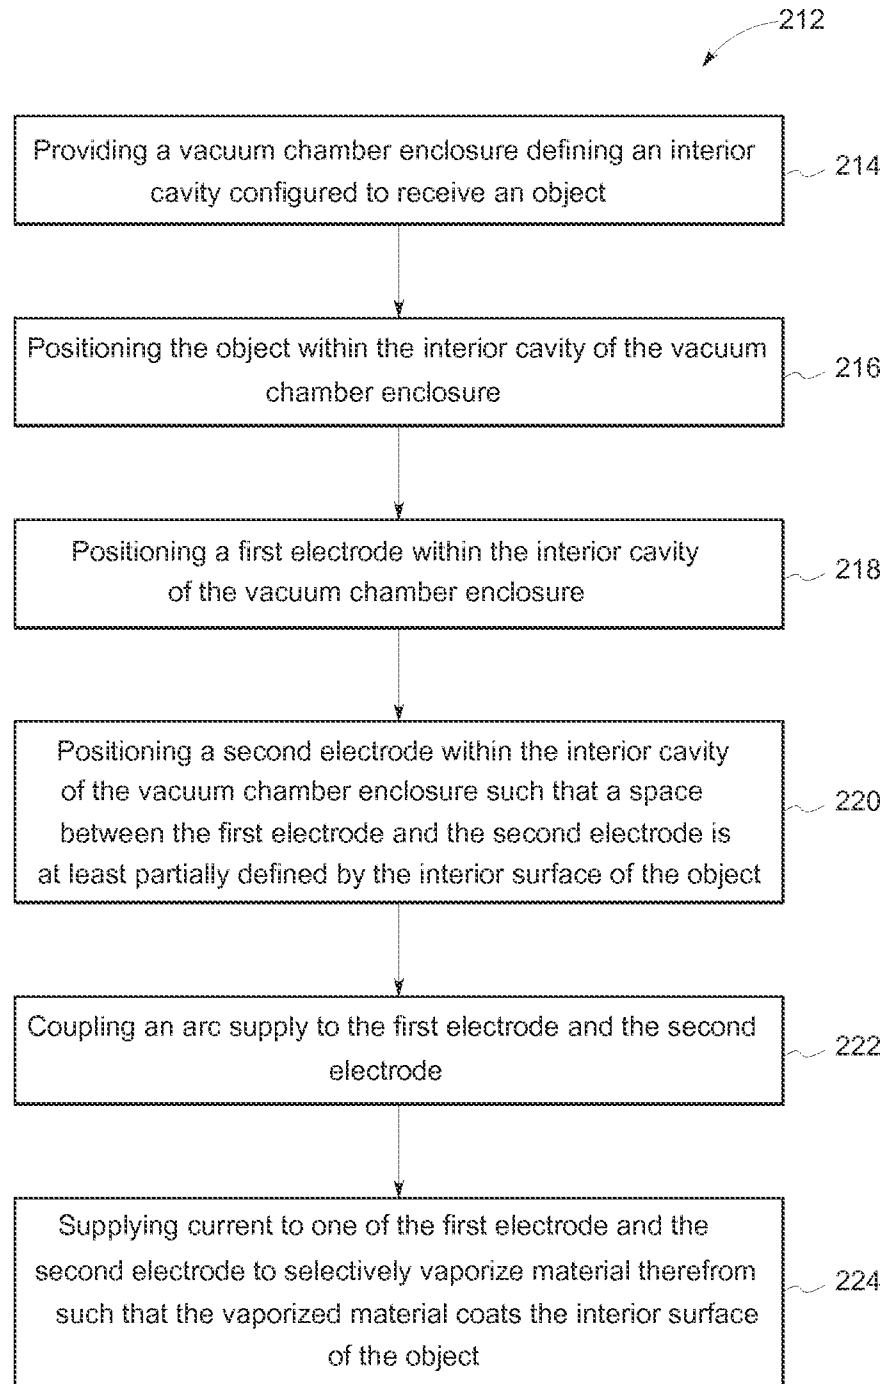 212
Providing a vacuum chamber enclosure defining an interior
cavity configured to receive an object
214
Positioning the object within the interior cavity of the vacuum
chamber enclosure
216
Positioning a first electrode within the interior cavity
of the vacuum chamber enclosure
218
Positioning a second electrode within the interior cavity
of the vacuum chamber enclosure such that a space
between the first electrode and the second electrode is
at least partially defined by the interior surface of the object
220
Coupling an arc supply to the first electrode and the second
electrode
222
Supplying current to one of the first electrode and the
second electrode to selectively vaporize material therefrom
such that the vaporized material coats the interior surface
of the object
224